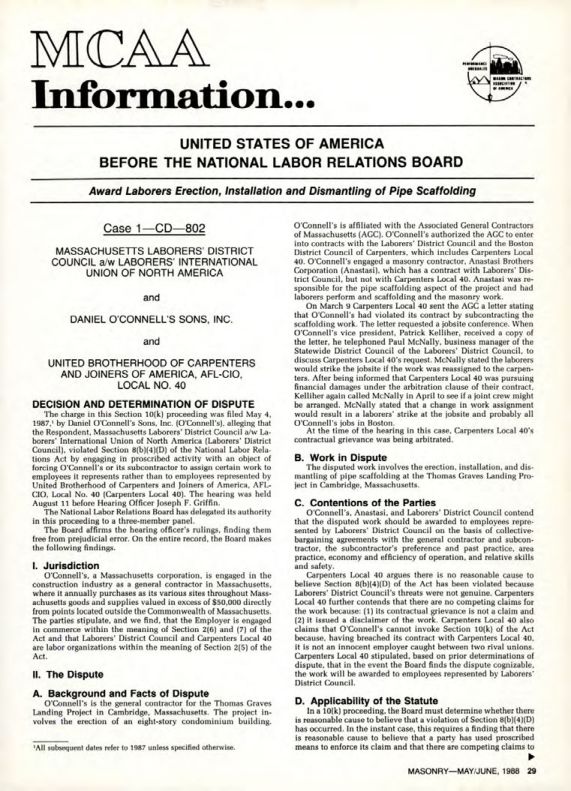 MCAA
Information...
PERFORMANCE
MASON CONTRACTORS
ASSOCIATION
OF AMERICA
UNITED STATES OF AMERICA
BEFORE THE NATIONAL LABOR RELATIONS BOARD
Award Laborers Erection, Installation and Dismantling of Pipe Scaffolding
Case 1—CD—802
MASSACHUSETTS LABORERS' DISTRICT
COUNCIL a/w LABORERS' INTERNATIONAL
UNION OF NORTH AMERICA
and
DANIEL O'CONNELL'S SONS, INC.
and
UNITED BROTHERHOOD OF CARPENTERS
AND JOINERS OF AMERICA, AFL-CIO,
LOCAL NO. 40
DECISION AND DETERMINATION OF DISPUTE
The charge in this Section 10(k) proceeding was filed May 4,
1987,¹ by Daniel O'Connell's Sons, Inc. (O'Connell's), alleging that
the Respondent, Massachusetts Laborers' District Council a/w La-
borers' International Union of North America (Laborers' District
Council), violated Section 8(b)(4)(D) of the National Labor Rela-
tions Act by engaging in proscribed activity with an object of
forcing O'Connell's or its subcontractor to assign certain work to
employees it represents rather than to employees represented by
United Brotherhood of Carpenters and Joiners of America, AFL-
CIO, Local No. 40 (Carpenters Local 40). The hearing was held
August 11 before Hearing Officer Joseph F. Griffin.
The National Labor Relations Board has delegated its authority
in this proceeding to a three-member panel.
The Board affirms the hearing officer's rulings, finding them
free from prejudicial error. On the entire record, the Board makes
the following findings.
I. Jurisdiction
O'Connell's, a Massachusetts corporation, is engaged in the
construction industry as a general contractor in Massachusetts,
where it annually purchases as its various sites throughout Mass-
achusetts goods and supplies valued in excess of $50,000 directly
from points located outside the Commonwealth of Massachusetts.
The parties stipulate, and we find, that the Employer is engaged
in commerce within the meaning of Section 2(6) and (7) of the
Act and that Laborers' District Council and Carpenters Local 40
are labor organizations within the meaning of Section 2(5) of the
Act.
II. The Dispute
A. Background and Facts of Dispute
O'Connell's is the general contractor for the Thomas Graves
Landing Project in Cambridge, Massachusetts. The project in-
volves the erection of an eight-story condominium building.
¹All subsequent dates refer to 1987 unless specified otherwise.
O'Connell's is affiliated with the Associated General Contractors
of Massachusetts (AGC). O'Connell's authorized the AGC to enter
into contracts with the Laborers' District Council and the Boston
District Council of Carpenters, which includes Carpenters Local
40. O'Connell's engaged a masonry contractor, Anastasi Brothers
Corporation (Anastasi), which has a contract with Laborers' Dis-
trict Council, but not with Carpenters Local 40. Anastasi was re-
sponsible for the pipe scaffolding aspect of the project and had
laborers perform and scaffolding and the masonry work.
On March 9 Carpenters Local 40 sent the AGC a letter stating
that O'Connell's had violated its contract by subcontracting the
scaffolding work. The letter requested a jobsite conference. When
O'Connell's vice president, Patrick Kelliher, received a copy of
the letter, he telephoned Paul McNally, business manager of the
Statewide District Council of the Laborers' District Council, to
discuss Carpenters Local 40's request. McNally stated the laborers
would strike the jobsite if the work was reassigned to the carpen-
ters. After being informed that Carpenters Local 40 was pursuing
financial damages under the arbitration clause of their contract,
Kelliher again called McNally in April to see if a joint crew might
be arranged. McNally stated that a change in work assignment
would result in a laborers' strike at the jobsite and probably all
O'Connell's jobs in Boston.
At the time of the hearing in this case, Carpenters Local 40's
contractual grievance was being arbitrated.
B. Work in Dispute
The disputed work involves the erection, installation, and dis-
mantling of pipe scaffolding at the Thomas Graves Landing Pro-
ject in Cambridge, Massachusetts.
C. Contentions of the Parties
O'Connell's, Anastasi, and Laborers' District Council contend
that the disputed work should be awarded to employees repre-
sented by Laborers' District Council on the basis of collective-
bargaining agreements with the general contractor and subcon-
tractor, the subcontractor's preference and past practice, area
practice, economy and efficiency of operation, and relative skills
and safety.
Carpenters Local 40 argues there is no reasonable cause to
believe Section 8(b)(4)(D) of the Act has been violated because
Laborers' District Council's threats were not genuine. Carpenters
Local 40 further contends that there are no competing claims for
the work because: (1) its contractual grievance is not a claim and
(2) it issued a disclaimer of the work. Carpenters Local 40 also
claims that O'Connell's cannot invoke Section 10(k) of the Act
because, having breached its contract with Carpenters Local 40,
it is not an innocent employer caught between two rival unions.
Carpenters Local 40 stipulated, based on prior determinations of
dispute, that in the event the Board finds the dispute cognizable,
the work will be awarded to employees represented by Laborers'
District Council.
D. Applicability of the Statute
In a 10(k) proceeding, the Board must determine whether there
is reasonable cause to believe that a violation of Section 8(b)(4)(D)
has occurred. In the instant case, this requires a finding that there
is reasonable cause to believe that a party has used proscribed
means to enforce its claim and that there are competing claims to
MASONRY—MAY/JUNE, 1988 29